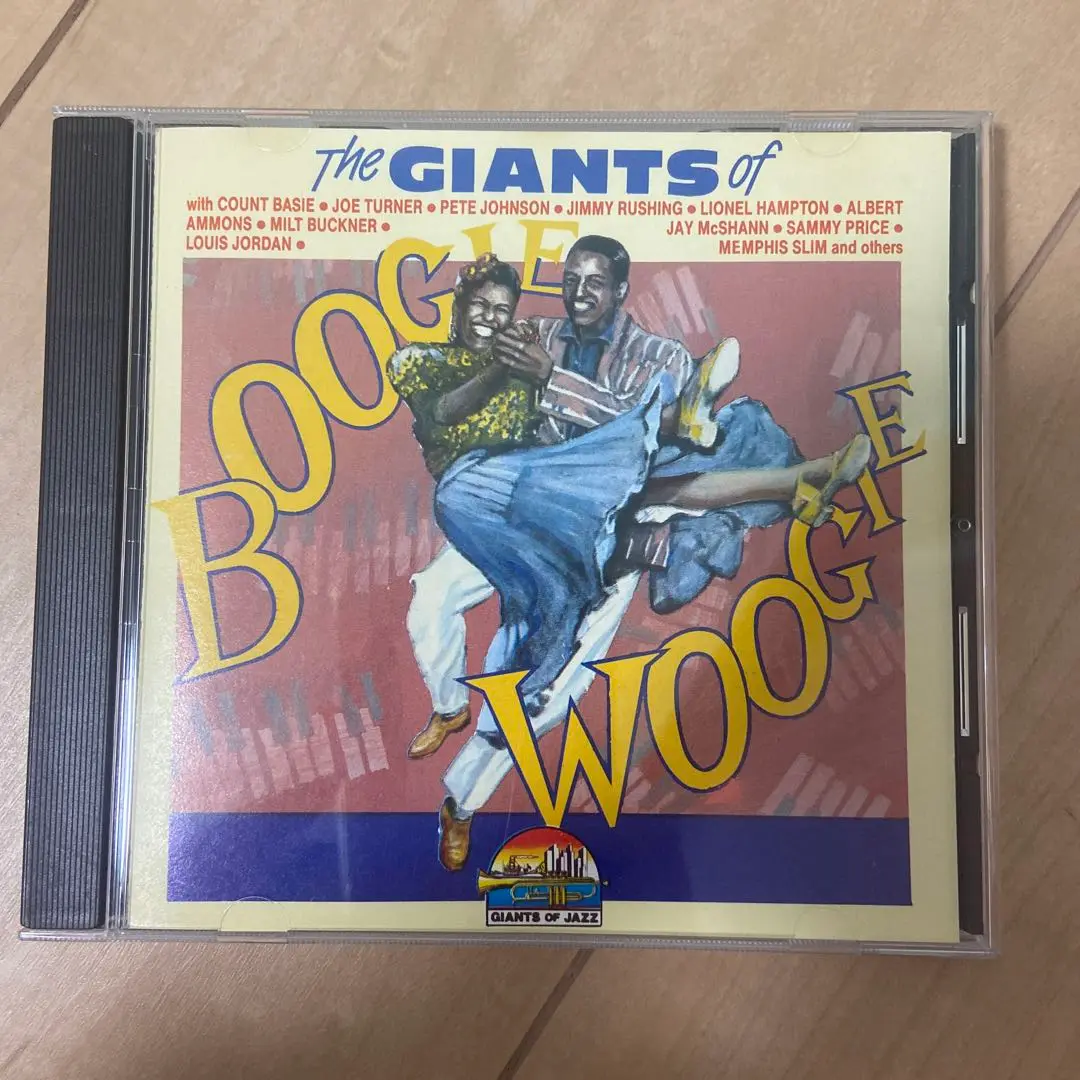 The GIANTS of
with COUNT BASIE • JOE TURNER • PETE JOHNSON • JIMMY RUSHING • LIONEL HAMPTON • ALBERT
AMMONS • MILT BUCKNER • JAY McSHANN • SAMMY PRICE •
LOUIS JORDAN • MEMPHIS SLIM and others
BOOGIE
WOOGIE
GIANTS OF JAZZ